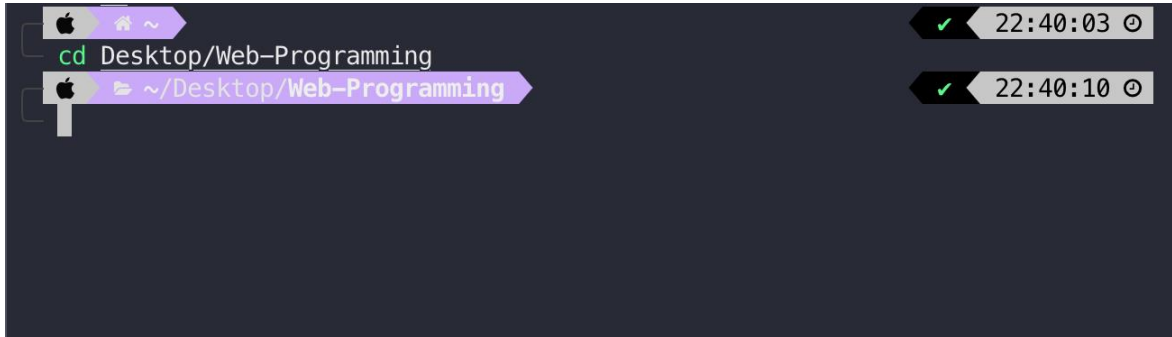 ~ ✔ 22:40:03
cd Desktop/Web-Programming
~/Desktop/Web-Programming ✔ 22:40:10